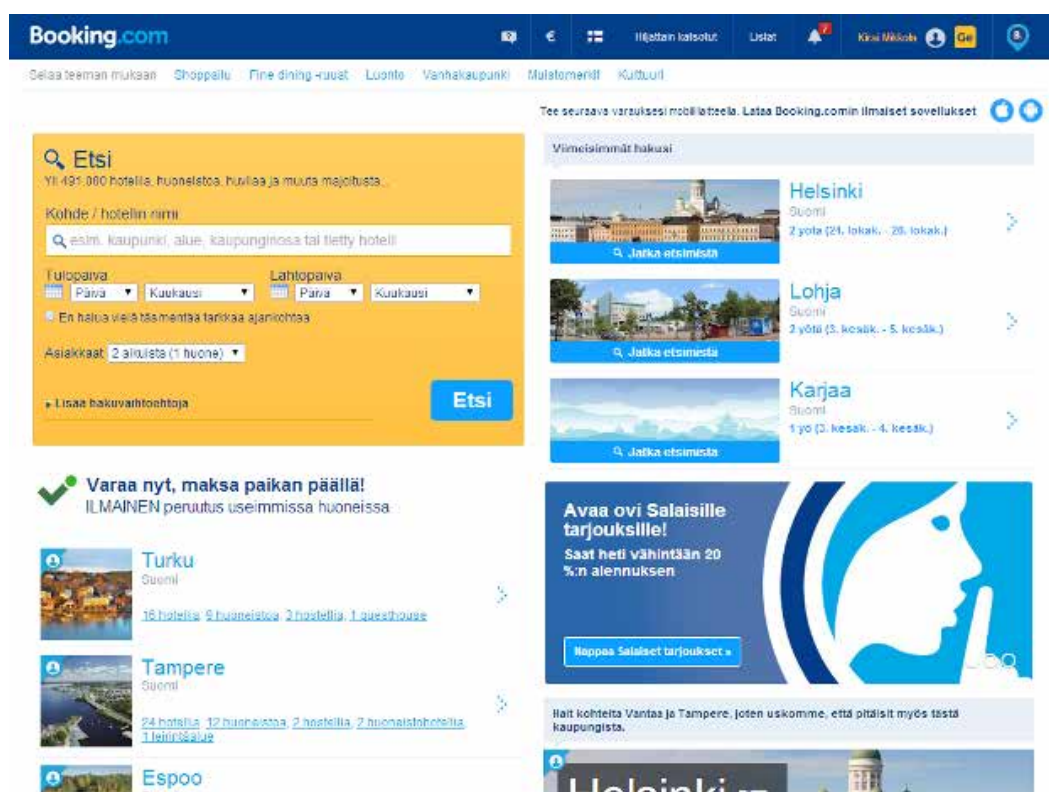 Booking.com
€
Hiljattain katsotut
Listat
7
Kirsi Mikkola
Ge
B.
Selaa teeman mukaan
Shoppailu
Fine dining -ruuat
Luonto
Vanhakaupunki
Muistomerkit
Kulttuuri
Tee seuraava varauksesi mobiililaitteella. Lataa Booking.comin ilmaiset sovellukset
Etsi
Yli 491 000 hotellia, huoneistoa, huvilaa ja muuta majoitusta...
Kohde / hotellin nimi
esim. kaupunki, alue, kaupunginosa tai tietty hotelli
Tulopäivä
Lähtöpäivä
Päivä
Kuukausi
Päivä
Kuukausi
En halua vielä täsmentää tarkkaa ajankohtaa
Asiakkaat 2 aikuista (1 huone)
Lisää hakuvaihtoehtoja
Etsi
Varaa nyt, maksa paikan päällä!
ILMAINEN peruutus useimmissa huoneissa
Turku
Suomi
16 hotellia, 9 huoneistoa, 3 hostellia, 1 guesthouse
Tampere
Suomi
24 hotellia, 12 huoneistoa, 2 hostellia, 2 huoneistohotellia,
1 leirintäalue
Espoo
Viimeisimmät hakusi
Helsinki
Suomi
2 yötä (24. lokak. - 26. lokak.)
Jatka etsimistä
Lohja
Suomi
2 yötä (3. kesäk. - 5. kesäk.)
Jatka etsimistä
Karjaa
Suomi
1 yö (3. kesäk. - 4. kesäk.)
Jatka etsimistä
Avaa ovi Salaisille
tarjouksille!
Saat heti vähintään 20
%:n alennuksen
Nappaa Salaiset tarjoukset »
Hait kohteita Vantaa ja Tampere, joten uskomme, että pitäisit myös tästä
kaupungista.
Helsinki